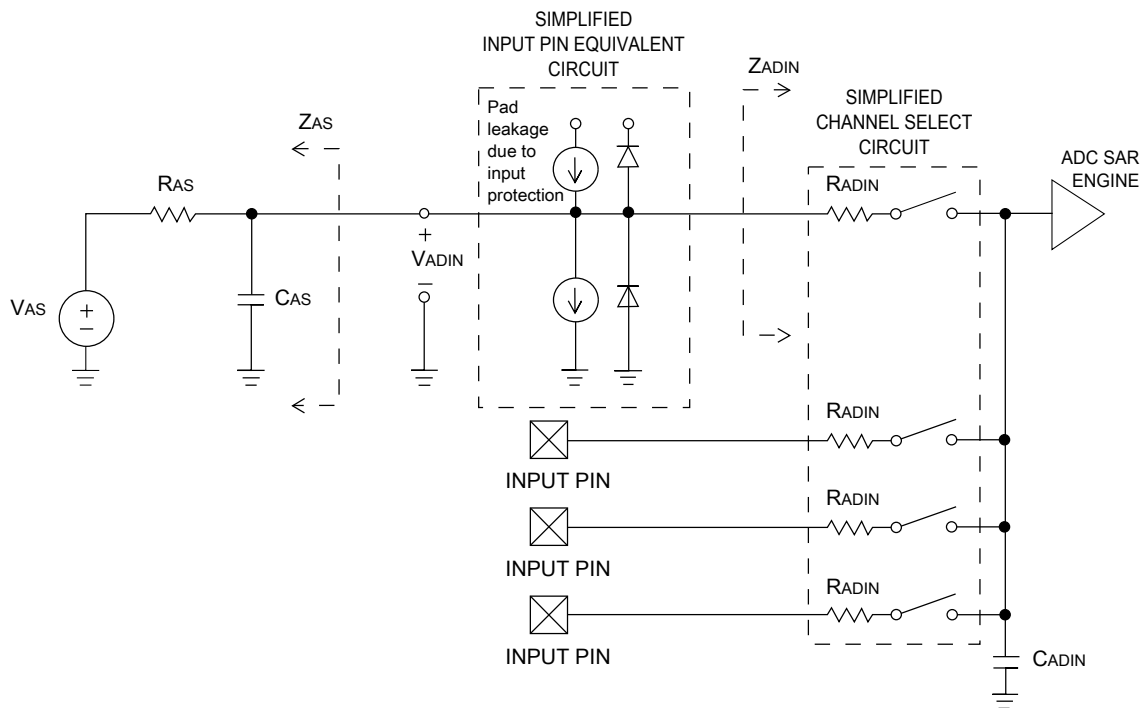 SIMPLIFIED
INPUT PIN EQUIVALENT
CIRCUIT
Pad
leakage
due to
input
protection
ZAS
RAS
VAS
+
−
CAS
+
VADIN
−
ZADIN
SIMPLIFIED
CHANNEL SELECT
CIRCUIT
RADIN
ADC SAR
ENGINE
INPUT PIN
RADIN
INPUT PIN
RADIN
INPUT PIN
RADIN
CADIN